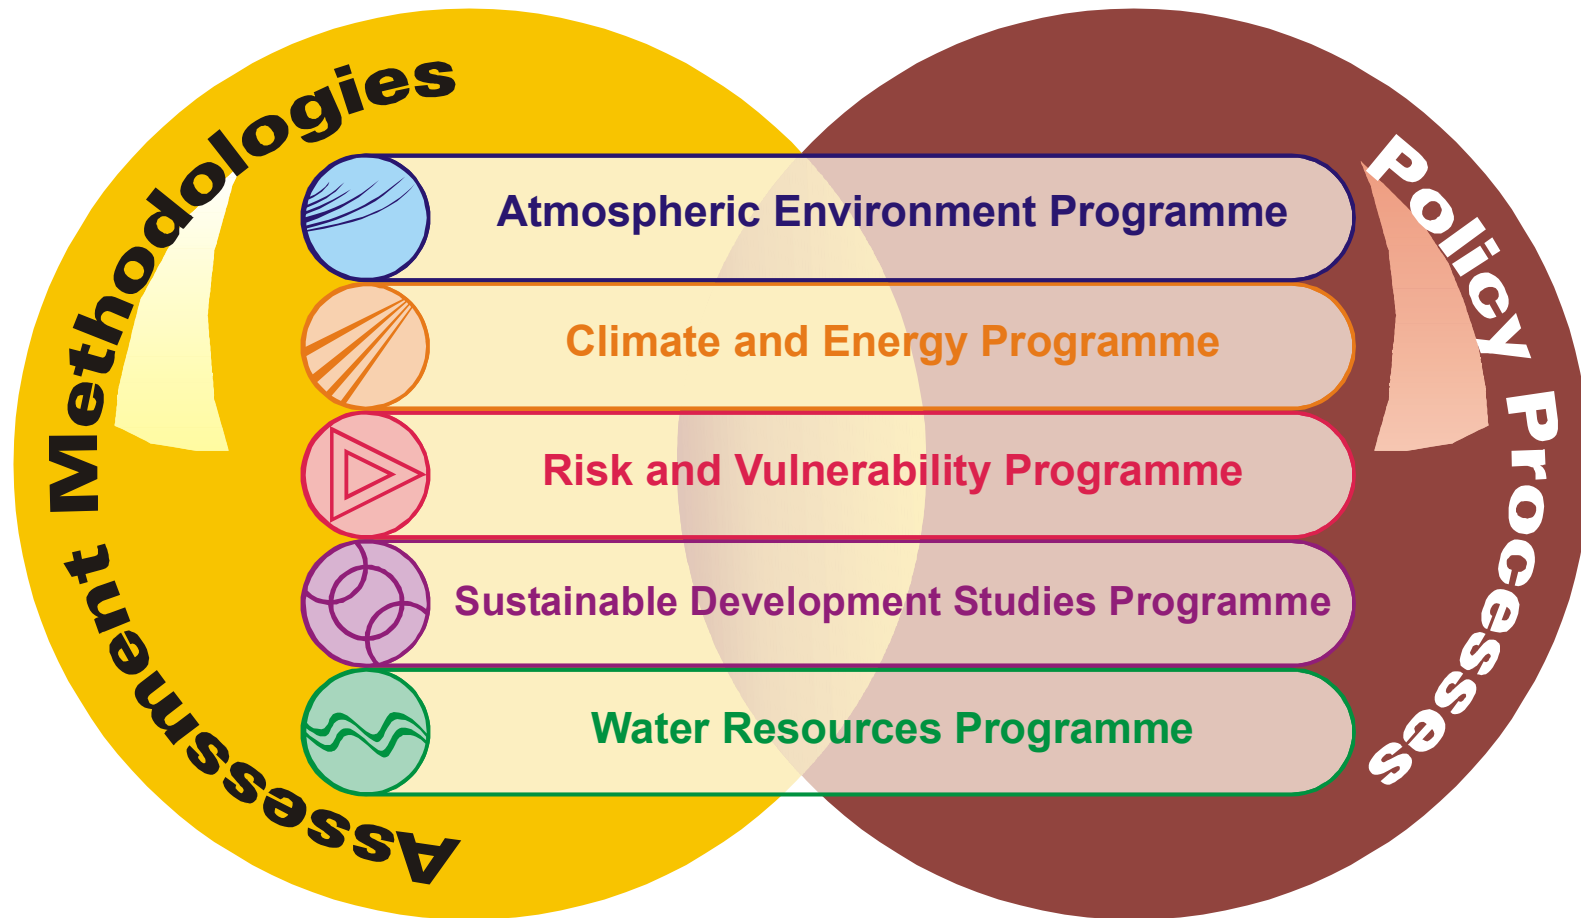 Assessment Methodologies
Atmospheric Environment Programme
Climate and Energy Programme
Risk and Vulnerability Programme
Sustainable Development Studies Programme
Water Resources Programme
Policy Processes